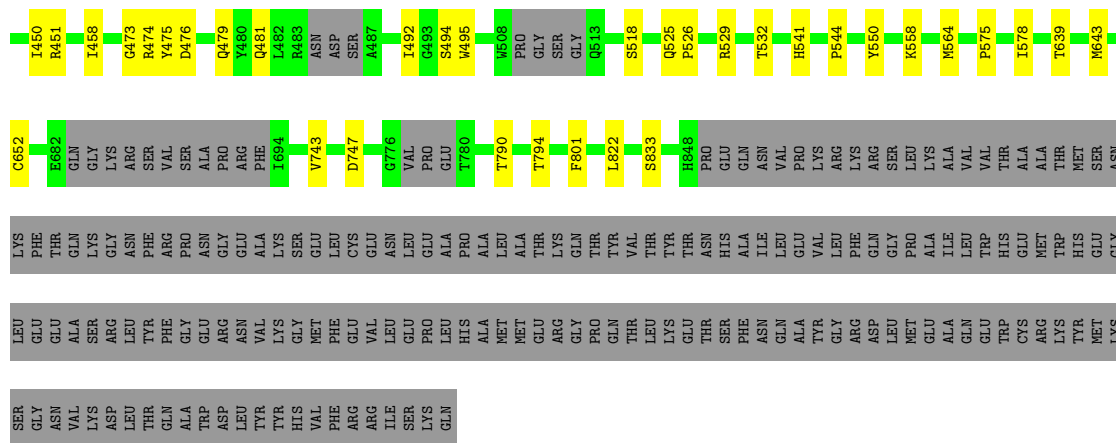 I450 R451 I458 G473 R474 Y475 D476 Q479 Y480 Q481 L482 R483 ASN ASP SER A487 I492 G493 S494 W495 W508 PRO GLY SER GLY Q513 S518 Q525 P526 R529 T532 H541 P544 Y550 K558 M564 P575 I578 T639 M643
C652 E682 GLN GLY LYS ARG SER VAL SER ALA PRO ARG PHE I694 V743 D747 G776 VAL PRO GLU T780 T790 T794 F801 L822 S833 H848 PRO GLU GLN ASN VAL PRO LYS ARG LYS ARG SER LEU LYS ALA VAL VAL THR ALA ALA THR MET SER ASN
LYS PHE THR GLN LYS GLY ASN PHE ARG PRO ASN GLY GLU ALA LYS SER GLU LEU CYS GLU ASN LEU GLU ALA PRO ALA LEU ALA THR LYS GLN THR TYR VAL THR TYR THR ASN HIS ALA ILE LEU GLU VAL LEU PHE GLN GLY PRO ALA ILE LEU TRP HIS GLU MET TRP HIS GLU GLY
LEU GLU GLU ALA SER ARG LEU TYR PHE GLY GLU ARG ASN VAL LYS GLY MET PHE GLU VAL LEU GLU PRO LEU HIS ALA MET MET GLU ARG GLY PRO GLN THR LEU LYS GLU THR SER PHE ASN GLN ALA TYR GLY ARG ASP LEU MET GLU ALA GLN GLU TRP CYS ARG LYS TYR MET LYS
SER GLY ASN VAL LYS ASP LEU THR GLN ALA TRP ASP LEU TYR TYR HIS VAL PHE ARG ARG ILE SER LYS GLN